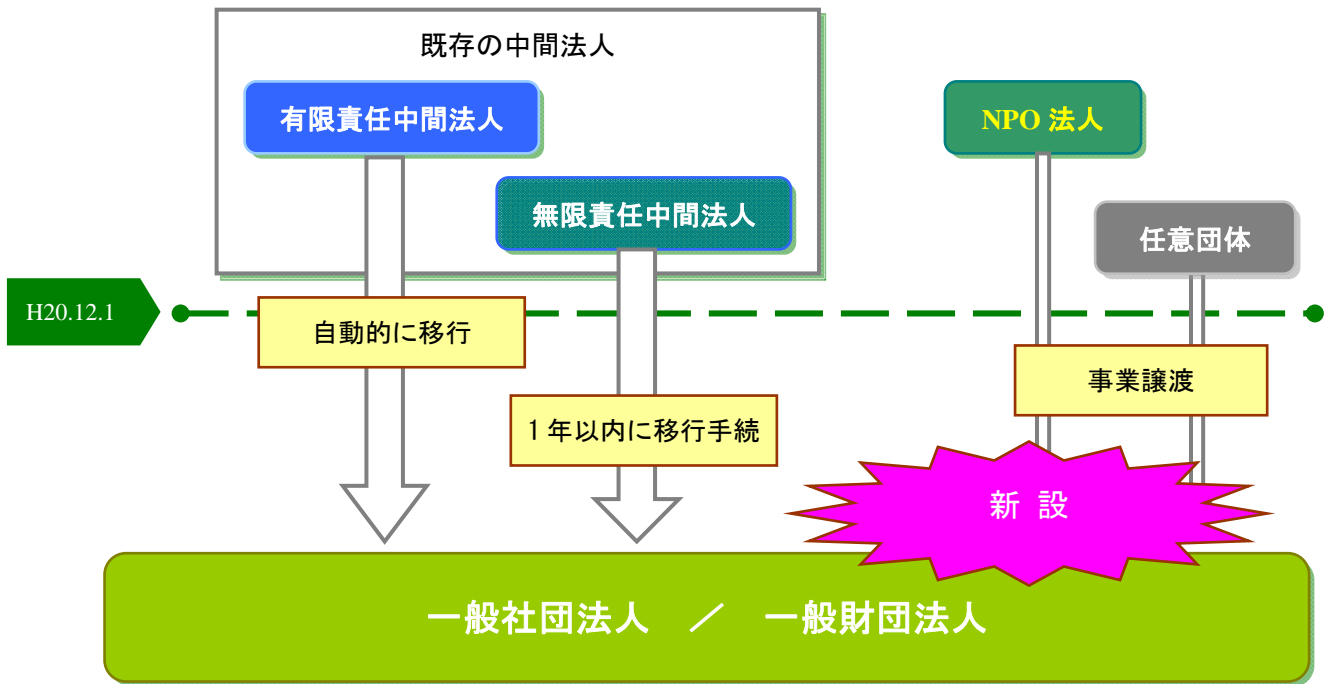 既存の中間法人
有限責任中間法人
NPO 法人
無限責任中間法人
任意団体
H20.12.1
自動的に移行
事業譲渡
1年以内に移行手続
新 設
一般社団法人 / 一般財団法人